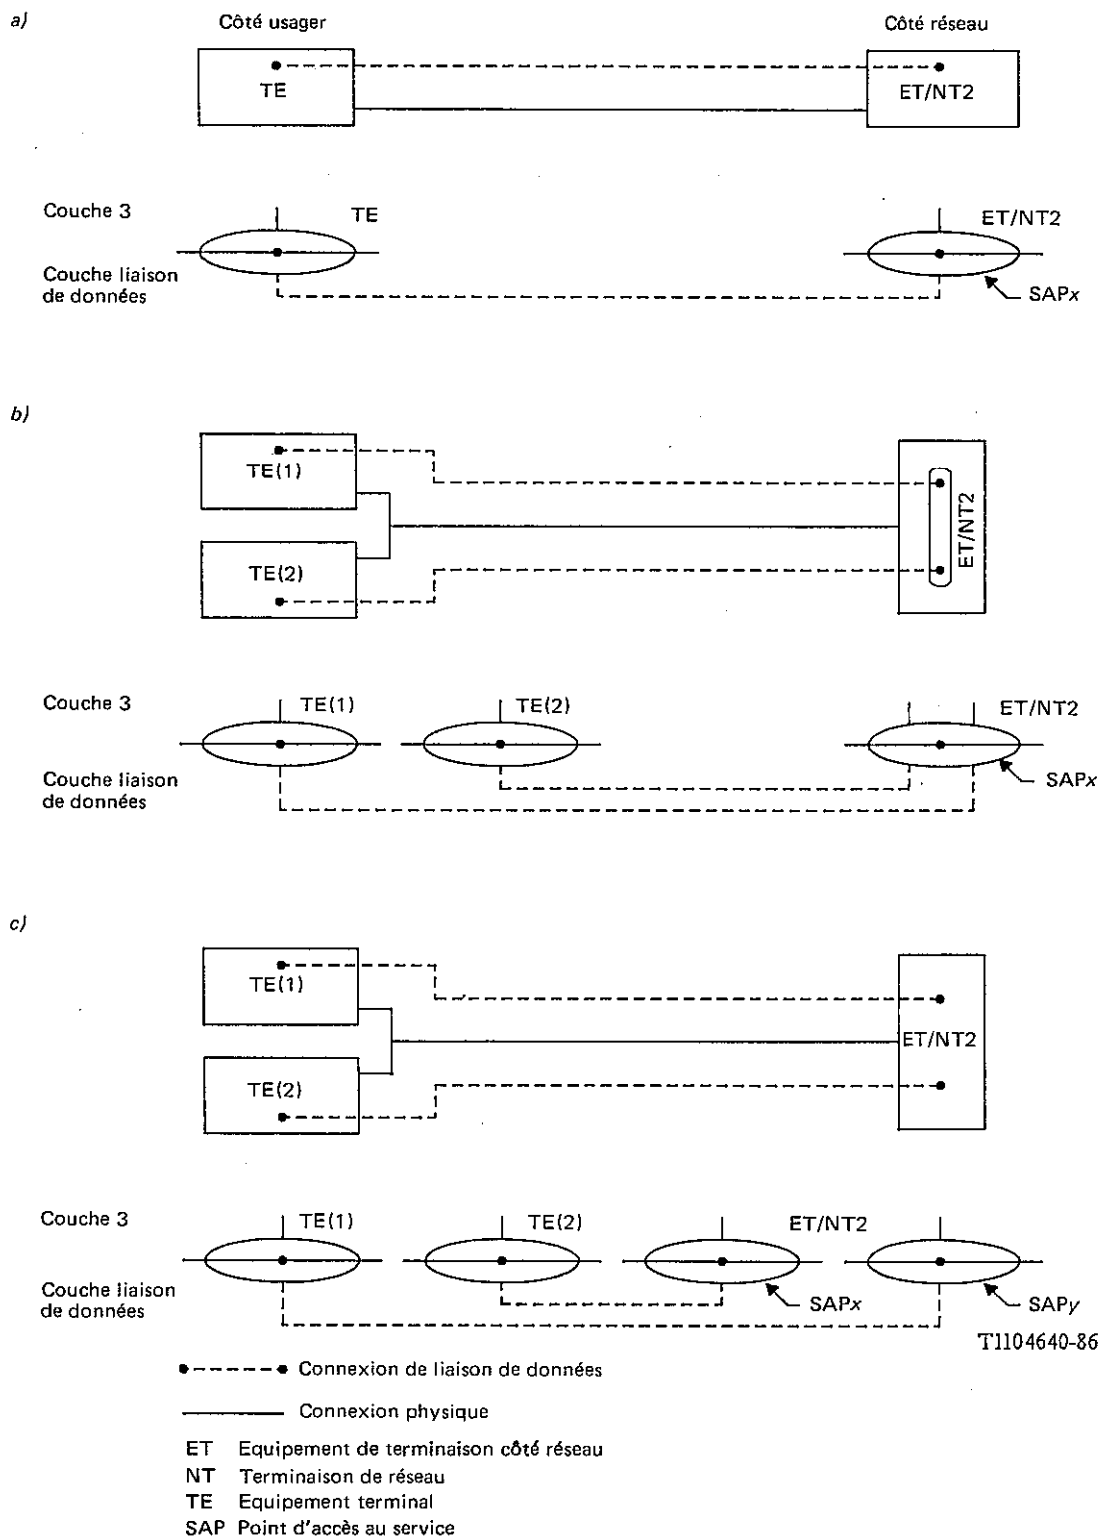 a)
Côté usager
Côté réseau
TE
ET/NT2
Couche 3
TE
ET/NT2
Couche liaison
de données
SAPx
b)
TE(1)
TE(2)
ET/NT2
Couche 3
TE(1)
TE(2)
ET/NT2
Couche liaison
de données
SAPx
c)
TE(1)
TE(2)
ET/NT2
Couche 3
TE(1)
TE(2)
ET/NT2
Couche liaison
de données
SAPx
SAPy
T1104640-86
Connexion de liaison de données
Connexion physique
ET Equipement de terminaison côté réseau
NT Terminaison de réseau
TE Equipement terminal
SAP Point d'accès au service